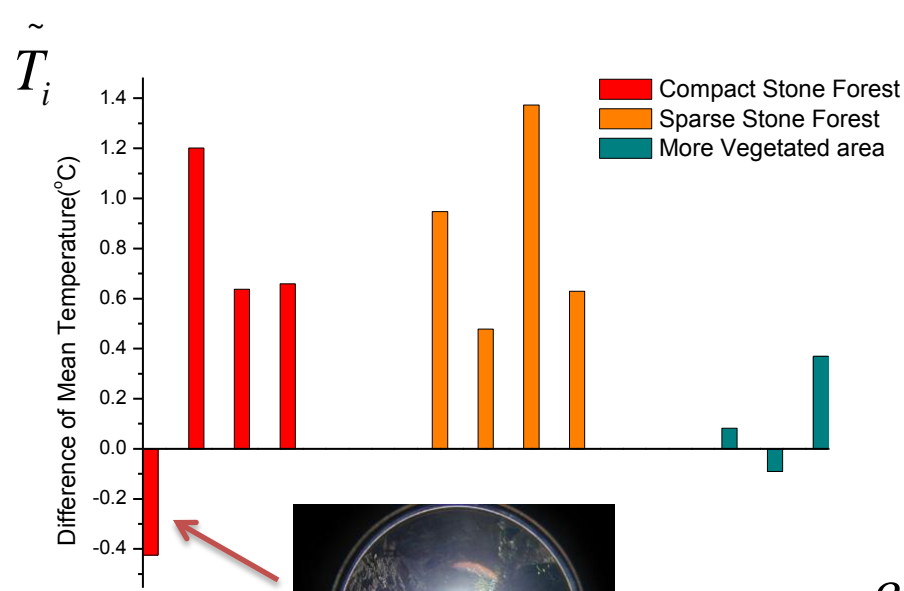 T̃ᵢ
Difference of Mean Temperature(°C)
1.4
1.2
1.0
0.8
0.6
0.4
0.2
0.0
-0.2
-0.4
Compact Stone Forest
Sparse Stone Forest
More Vegetated area